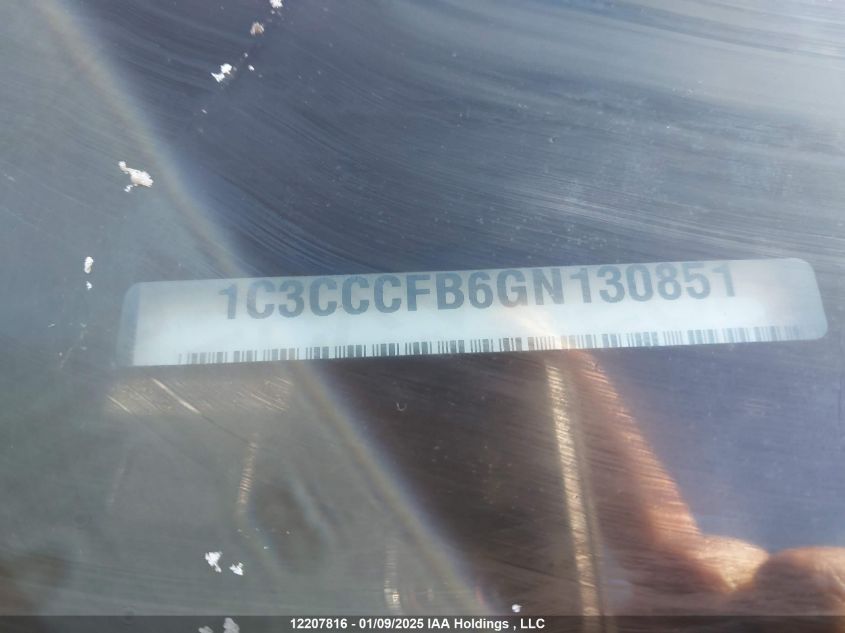 1C3CCCFB6GN130851
12207816 - 01/09/2025 IAA Holdings , LLC